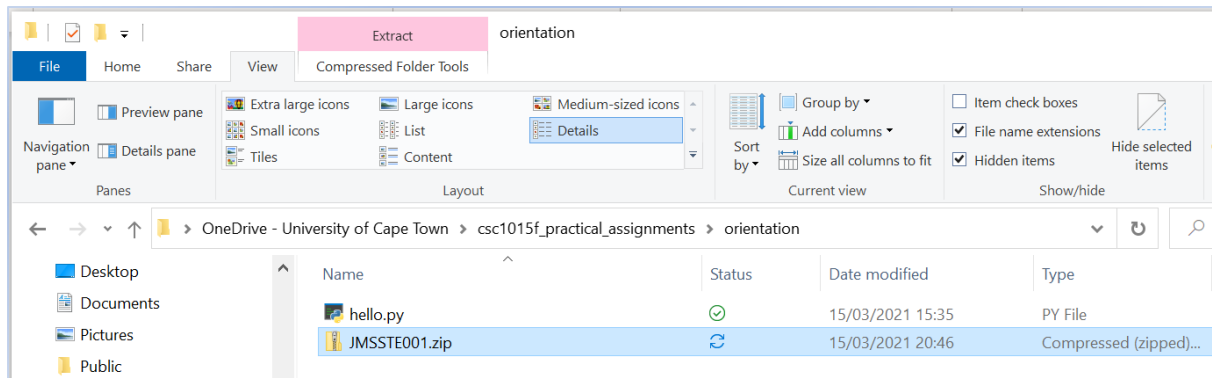 Extract
orientation
File
Home
Share
View
Compressed Folder Tools
Navigation pane
Preview pane
Details pane
Panes
Extra large icons
Large icons
Medium-sized icons
Small icons
List
Details
Tiles
Content
Layout
Sort by
Group by
Add columns
Size all columns to fit
Current view
Item check boxes
File name extensions
Hidden items
Hide selected items
Show/hide
OneDrive - University of Cape Town > csc1015f_practical_assignments > orientation
Desktop
Documents
Pictures
Public
Name Status Date modified Type
hello.py 15/03/2021 15:35 PY File
JMSSTE001.zip 15/03/2021 20:46 Compressed (zipped)...